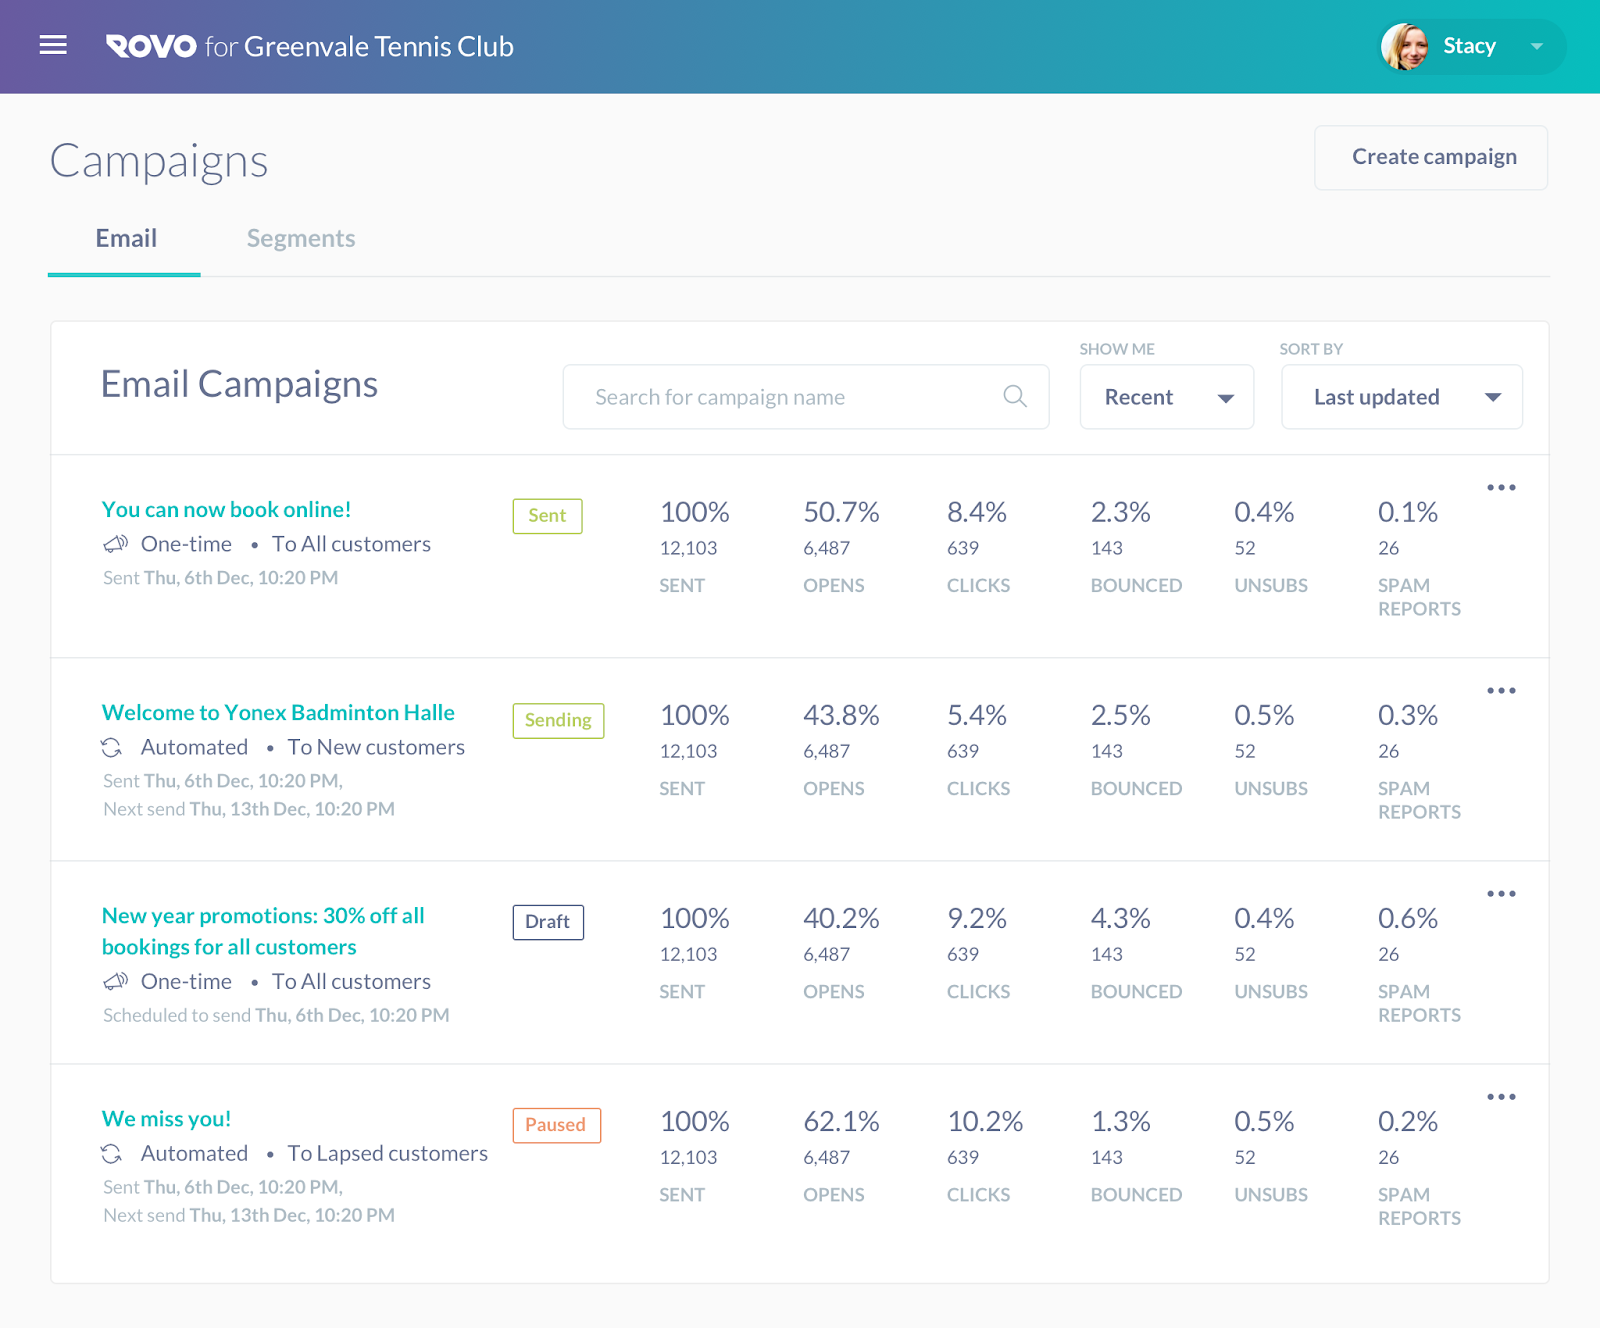 ROVO for Greenvale Tennis Club
Stacy
Campaigns
Create campaign
Email
Segments
Email Campaigns
Search for campaign name
SHOW ME
Recent
SORT BY
Last updated
You can now book online!
One-time • To All customers
Sent Thu, 6th Dec, 10:20 PM
Sent
100%
12,103
SENT
50.7%
6,487
OPENS
8.4%
639
CLICKS
2.3%
143
BOUNCED
0.4%
52
UNSUBS
0.1%
26
SPAM
REPORTS
Welcome to Yonex Badminton Halle
Automated • To New customers
Sent Thu, 6th Dec, 10:20 PM,
Next send Thu, 13th Dec, 10:20 PM
Sending
100%
12,103
SENT
43.8%
6,487
OPENS
5.4%
639
CLICKS
2.5%
143
BOUNCED
0.5%
52
UNSUBS
0.3%
26
SPAM
REPORTS
New year promotions: 30% off all
bookings for all customers
One-time • To All customers
Scheduled to send Thu, 6th Dec, 10:20 PM
Draft
100%
12,103
SENT
40.2%
6,487
OPENS
9.2%
639
CLICKS
4.3%
143
BOUNCED
0.4%
52
UNSUBS
0.6%
26
SPAM
REPORTS
We miss you!
Automated • To Lapsed customers
Sent Thu, 6th Dec, 10:20 PM,
Next send Thu, 13th Dec, 10:20 PM
Paused
100%
12,103
SENT
62.1%
6,487
OPENS
10.2%
639
CLICKS
1.3%
143
BOUNCED
0.5%
52
UNSUBS
0.2%
26
SPAM
REPORTS